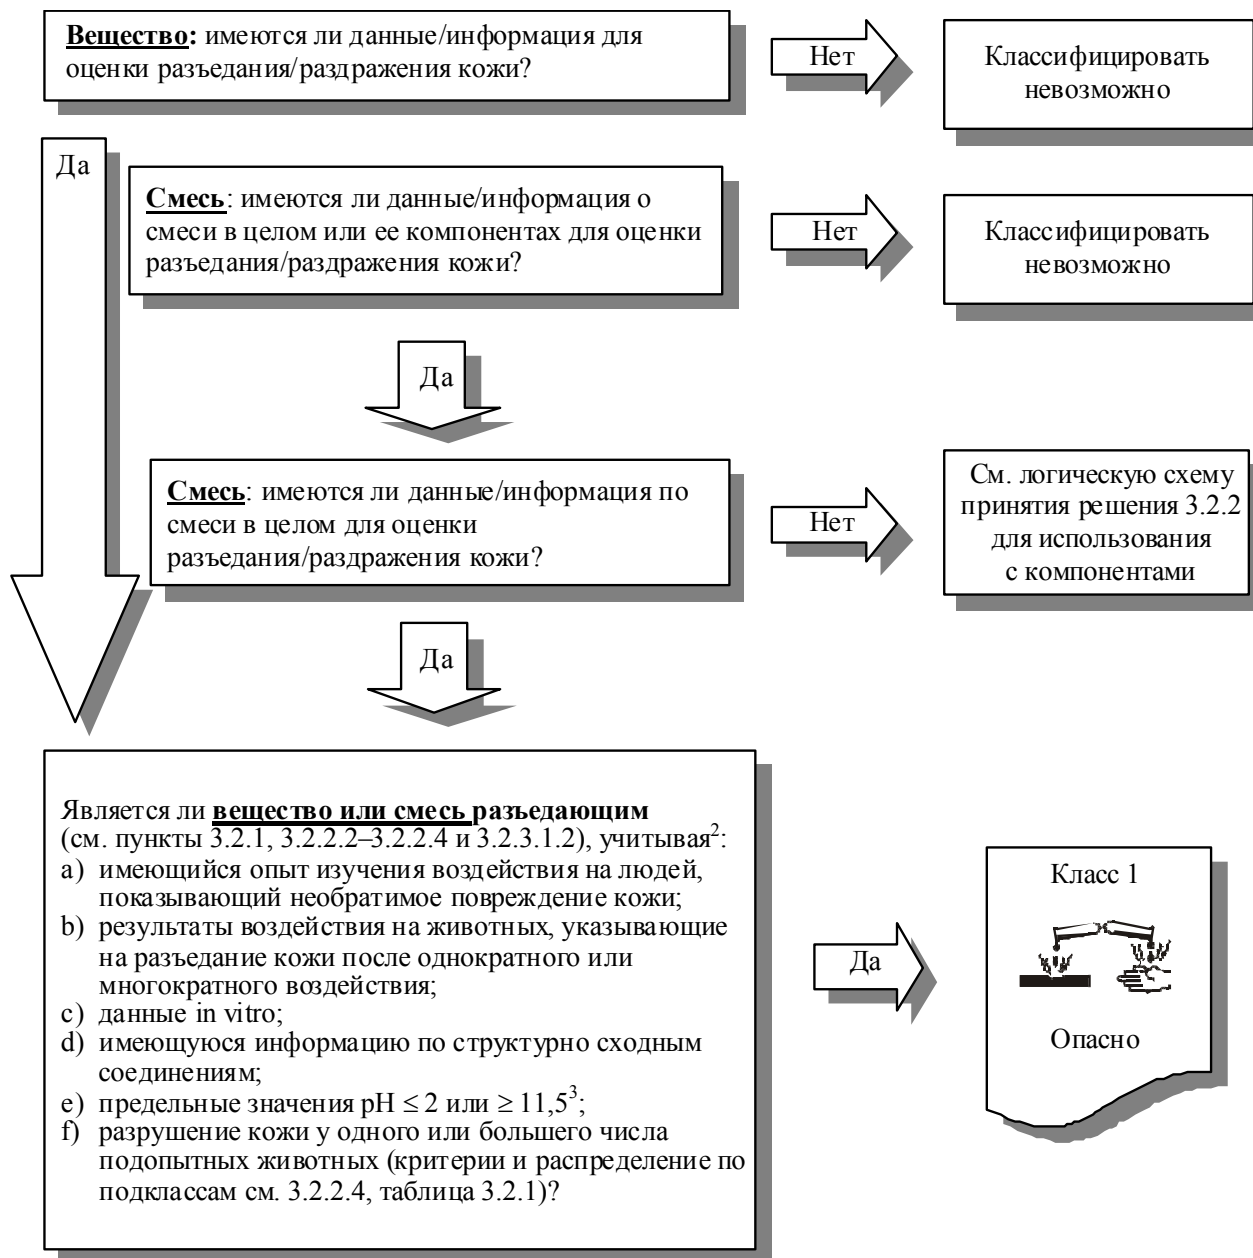 Вещество: имеются ли данные/информация для
оценки разъедания/раздражения кожи?
Нет
Классифицировать
невозможно
Да
Смесь: имеются ли данные/информация о
смеси в целом или ее компонентах для оценки
разъедания/раздражения кожи?
Нет
Классифицировать
невозможно
Да
Смесь: имеются ли данные/информация по
смеси в целом для оценки
разъедания/раздражения кожи?
Нет
См. логическую схему
принятия решения 3.2.2
для использования
с компонентами
Да
Является ли вещество или смесь разъедающим
(см. пункты 3.2.1, 3.2.2.2–3.2.2.4 и 3.2.3.1.2), учитывая²:
a) имеющийся опыт изучения воздействия на людей,
показывающий необратимое повреждение кожи;
b) результаты воздействия на животных, указывающие
на разъедание кожи после однократного или
многократного воздействия;
c) данные in vitro;
d) имеющуюся информацию по структурно сходным
соединениям;
e) предельные значения pH ≤ 2 или ≥ 11,5³;
f) разрушение кожи у одного или большего числа
подопытных животных (критерии и распределение по
подклассам см. 3.2.2.4, таблица 3.2.1)?
Да
Класс 1
Опасно